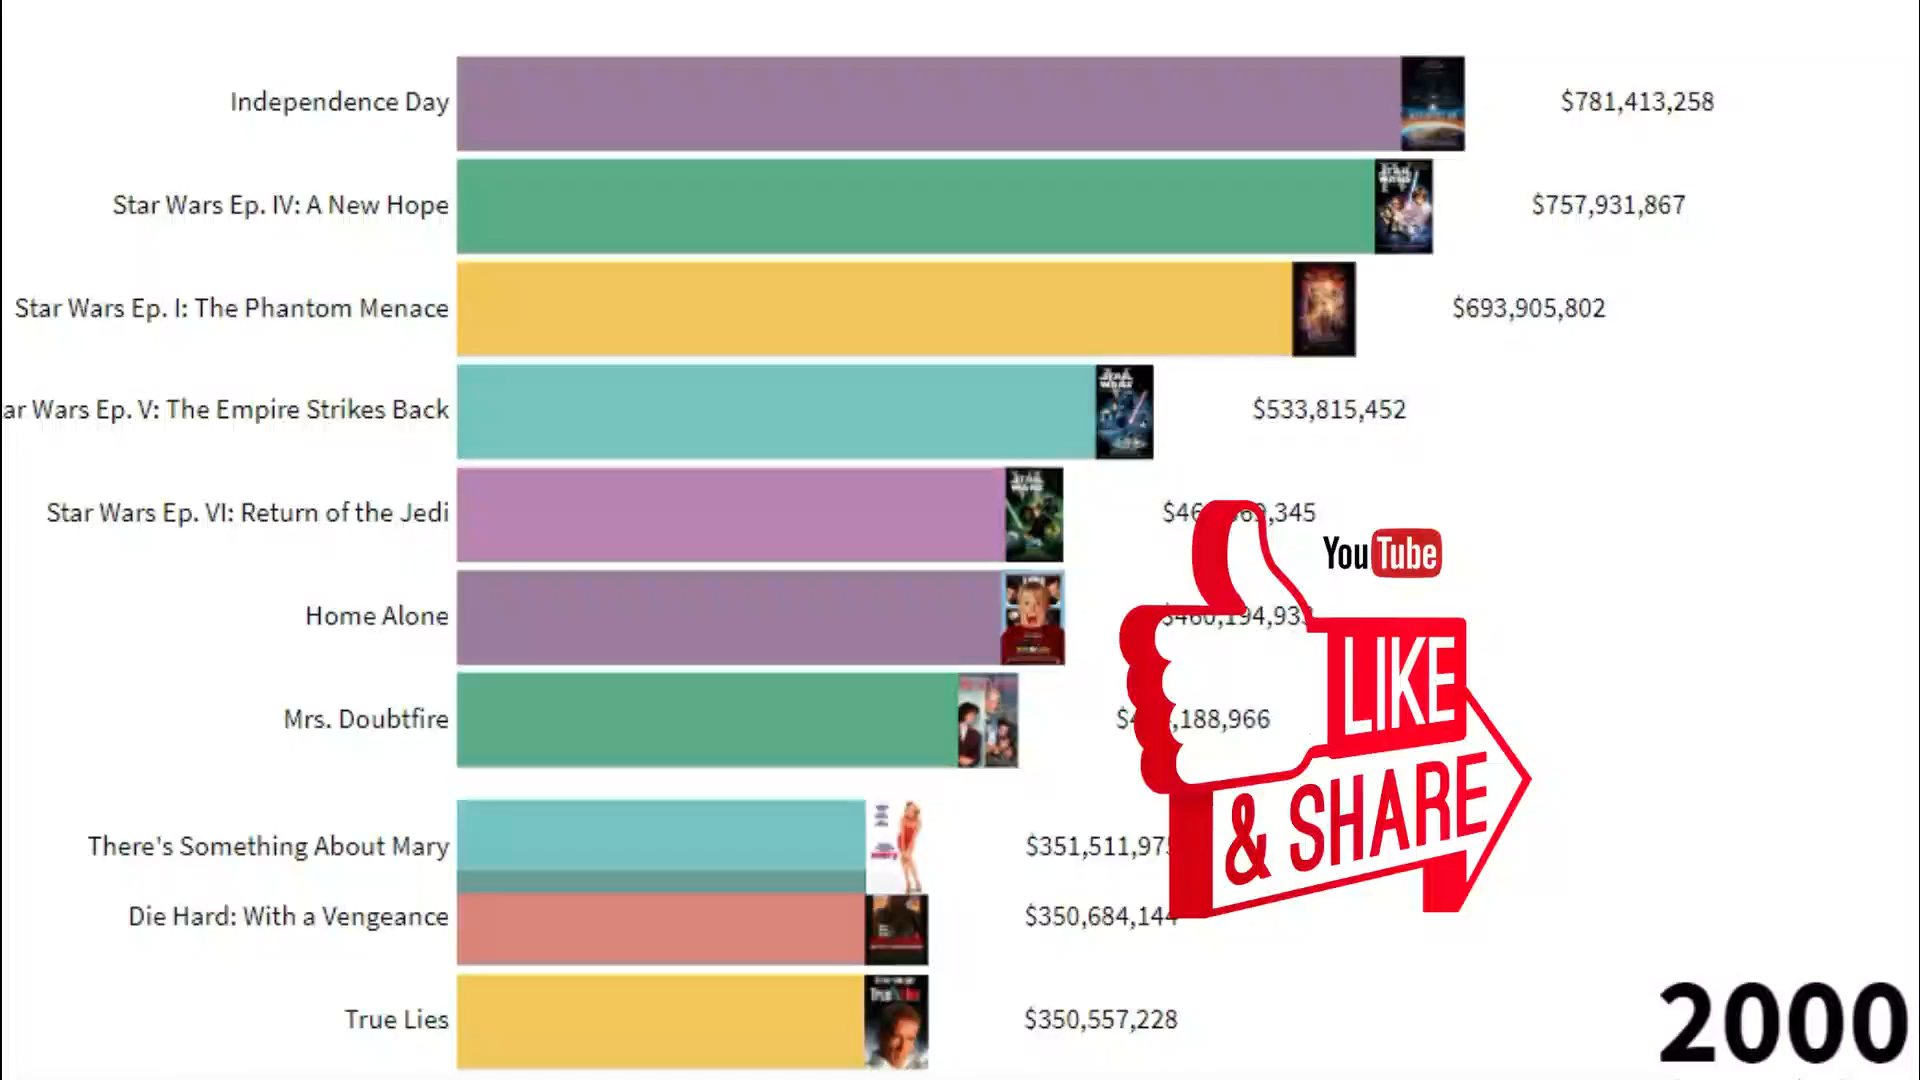 Independence Day $781,413,258
Star Wars Ep. IV: A New Hope $757,931,867
Star Wars Ep. I: The Phantom Menace $693,905,802
ar Wars Ep. V: The Empire Strikes Back $533,815,452
Star Wars Ep. VI: Return of the Jedi
YouTube
Home Alone
LIKE
Mrs. Doubtfire
& SHARE
There's Something About Mary
Die Hard: With a Vengeance $350,684,144
True Lies $350,557,228
2000